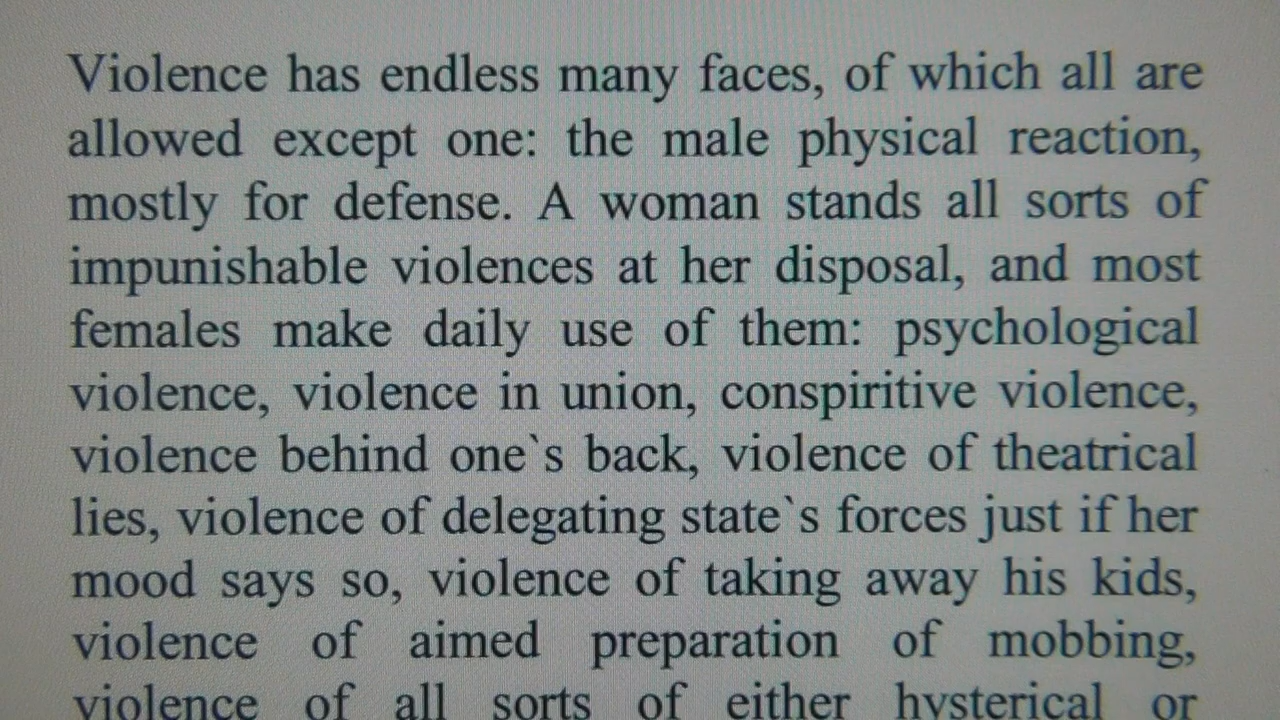 Violence has endless many faces, of which all are
allowed except one: the male physical reaction,
mostly for defense. A woman stands all sorts of
impunishable violences at her disposal, and most
females make daily use of them: psychological
violence, violence in union, conspiritive violence,
violence behind one`s back, violence of theatrical
lies, violence of delegating state`s forces just if her
mood says so, violence of taking away his kids,
violence of aimed preparation of mobbing,
violence of all sorts of either hysterical or